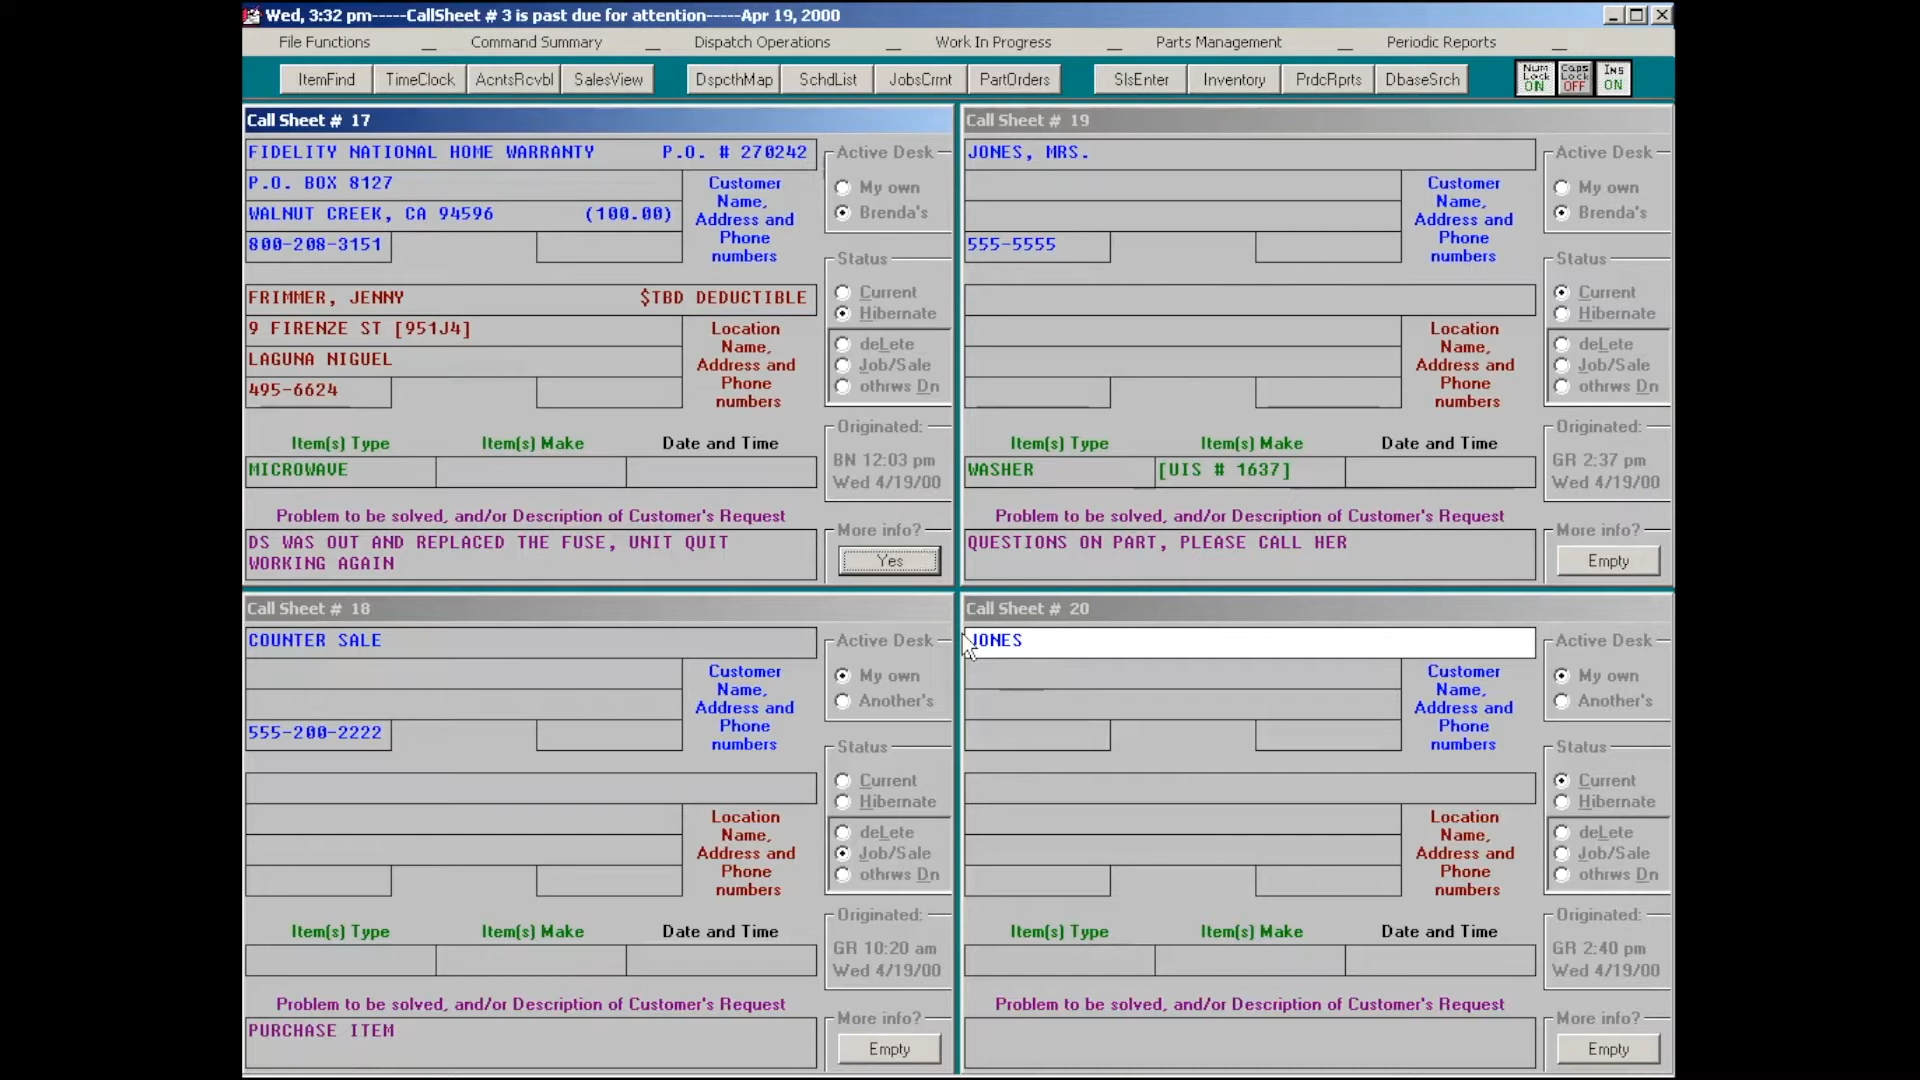 Wed, 3:32 pm-----CallSheet # 3 is past due for attention-----Apr 19, 2000
File Functions __ Command Summary __ Dispatch Operations __ Work In Progress __ Parts Management __ Periodic Reports __
ItemFind TimeClock AcntsRcvbl SalesView DspcthMap SchdList JobsCrrnt PartOrders SlsEnter Inventory PrdcRprts DbaseSrch
Num Lock ON
Caps Lock OFF
Ins ON
Call Sheet # 17
FIDELITY NATIONAL HOME WARRANTY P.O. # 270242
P.O. BOX 8127
WALNUT CREEK, CA 94596 (100.00)
800-208-3151
Customer
Name,
Address and
Phone
numbers
FRIMMER, JENNY $TBD DEDUCTIBLE
9 FIRENZE ST [951J4]
LAGUNA NIGUEL
495-6624
Location
Name,
Address and
Phone
numbers
Item(s) Type Item(s) Make Date and Time
MICROWAVE
Problem to be solved, and/or Description of Customer's Request
DS WAS OUT AND REPLACED THE FUSE, UNIT QUIT
WORKING AGAIN
Active Desk
My own
Brenda's
Status
Current
Hibernate
deLete
Job/Sale
othrws Dn
Originated:
BN 12:03 pm
Wed 4/19/00
More info?
Yes
Call Sheet # 19
JONES, MRS.
555-5555
Customer
Name,
Address and
Phone
numbers
Location
Name,
Address and
Phone
numbers
Item(s) Type Item(s) Make Date and Time
WASHER [UIS # 1637]
Problem to be solved, and/or Description of Customer's Request
QUESTIONS ON PART, PLEASE CALL HER
Active Desk
My own
Brenda's
Status
Current
Hibernate
deLete
Job/Sale
othrws Dn
Originated:
GR 2:37 pm
Wed 4/19/00
More info?
Empty
Call Sheet # 18
COUNTER SALE
555-200-2222
Customer
Name,
Address and
Phone
numbers
Location
Name,
Address and
Phone
numbers
Item(s) Type Item(s) Make Date and Time
Problem to be solved, and/or Description of Customer's Request
PURCHASE ITEM
Active Desk
My own
Another's
Status
Current
Hibernate
deLete
Job/Sale
othrws Dn
Originated:
GR 10:20 am
Wed 4/19/00
More info?
Empty
Call Sheet # 20
JONES
Customer
Name,
Address and
Phone
numbers
Location
Name,
Address and
Phone
numbers
Item(s) Type Item(s) Make Date and Time
Problem to be solved, and/or Description of Customer's Request
Active Desk
My own
Another's
Status
Current
Hibernate
deLete
Job/Sale
othrws Dn
Originated:
GR 2:40 pm
Wed 4/19/00
More info?
Empty